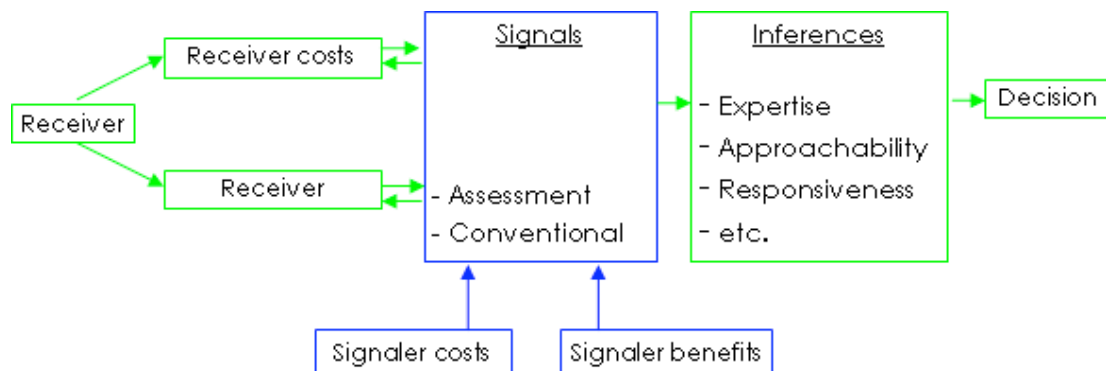 Receiver
Receiver costs
Receiver
Signals
- Assessment
- Conventional
Inferences
- Expertise
- Approachability
- Responsiveness
- etc.
Decision
Signaler costs
Signaler benefits